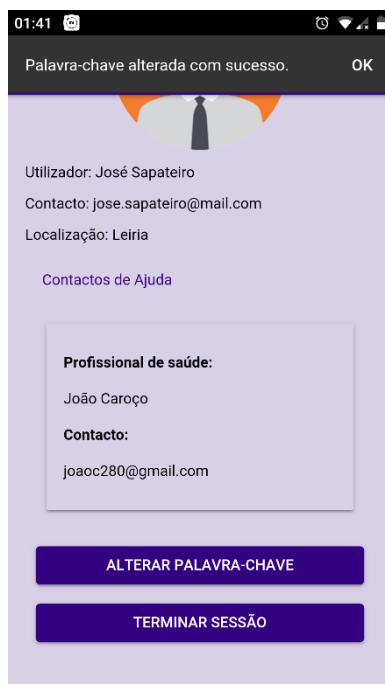 01:41
Palavra-chave alterada com sucesso. OK
Utilizador: José Sapateiro
Contacto: jose.sapateiro@mail.com
Localização: Leiria
Contactos de Ajuda
Profissional de saúde:
João Caroço
Contacto:
joaoc280@gmail.com
ALTERAR PALAVRA-CHAVE
TERMINAR SESSÃO